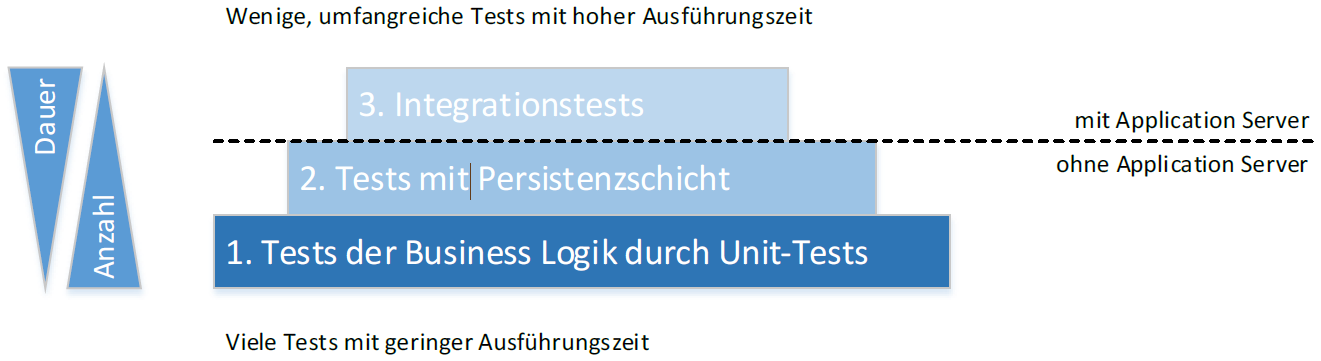 Wenige, umfangreiche Tests mit hoher Ausführungszeit
Dauer
Anzahl
3. Integrationstests
mit Application Server
ohne Application Server
2. Tests mit Persistenzschicht
1. Tests der Business Logik durch Unit-Tests
Viele Tests mit geringer Ausführungszeit